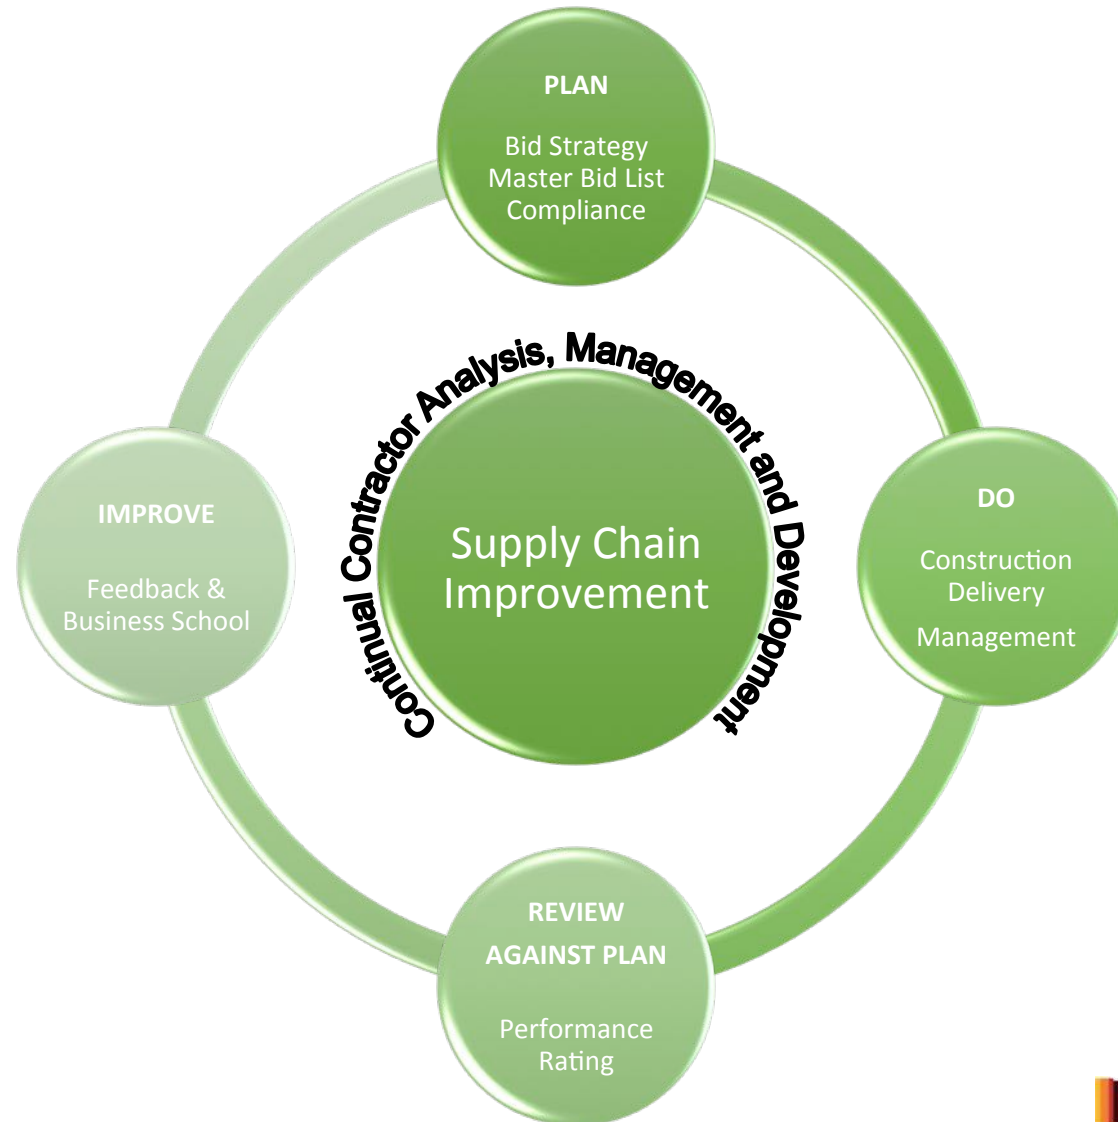 PLAN
Bid Strategy
Master Bid List
Compliance
Continual Contractor Analysis, Management and Development
Supply Chain
Improvement
DO
Construction
Delivery
Management
IMPROVE
Feedback &
Business School
REVIEW
AGAINST PLAN
Performance
Rating